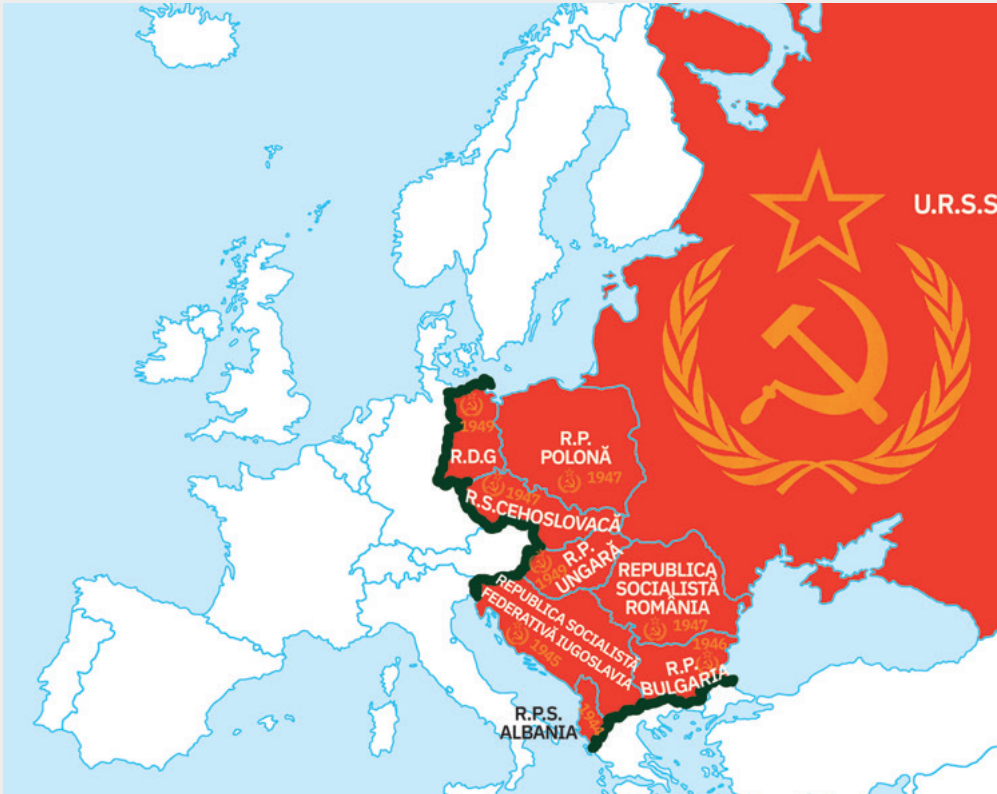 U.R.S.S
1949
R.D.G
R.P.
POLONĂ
1947
1947
R.S.CEHOSLOVACĂ
R.P.
UNGARĂ
1949
REPUBLICA
SOCIALISTĂ
ROMÂNIA
1947
REPUBLICA SOCIALISTĂ
FEDERATIVĂ IUGOSLAVIA
1945
1946
R.P.
BULGARIA
R.P.S.
ALBANIA
1944